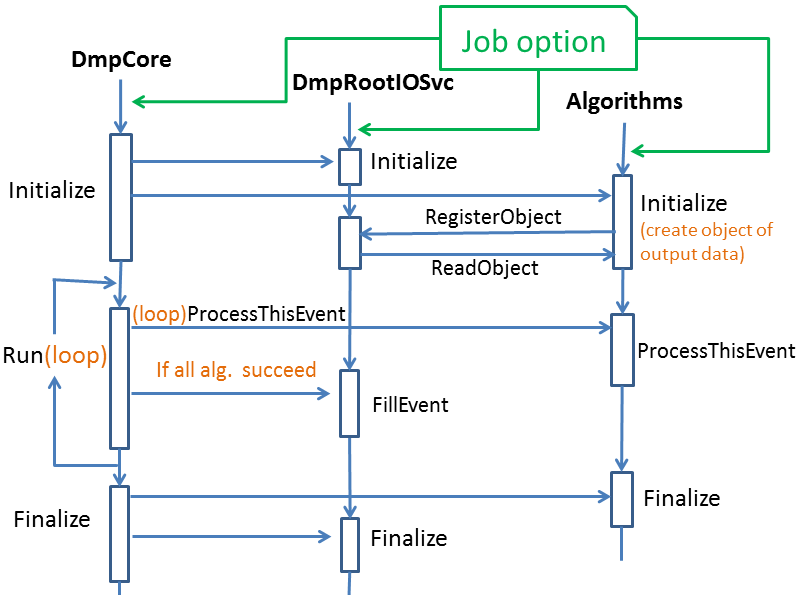 Job option
DmpCore
DmpRootIOSvc
Algorithms
Initialize
Initialize
Initialize
(create object of
output data)
RegisterObject
ReadObject
(loop)ProcessThisEvent
Run(loop)
ProcessThisEvent
If all alg. succeed
FillEvent
Finalize
Finalize
Finalize